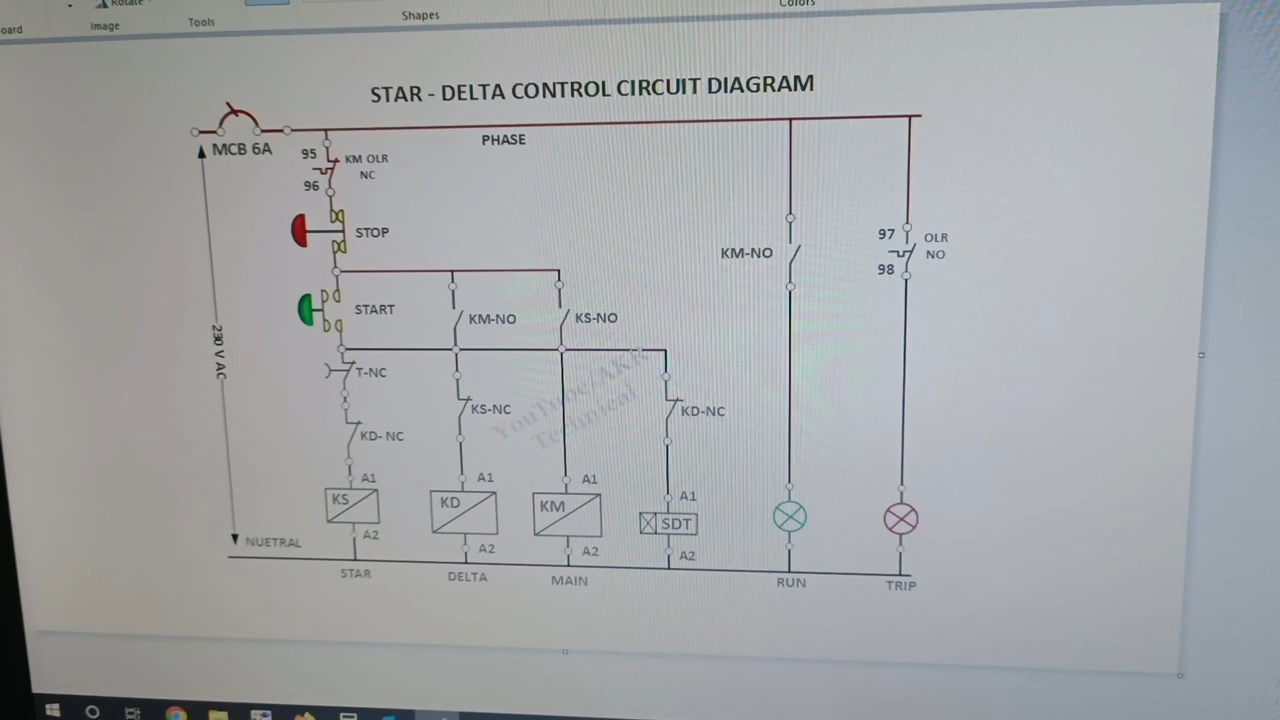 Rotate
oard
Image
Tools
Shapes
Colors
STAR - DELTA CONTROL CIRCUIT DIAGRAM
MCB 6A
PHASE
95
KM OLR
NC
96
STOP
KM-NO
97
OLR
NO
98
START
KM-NO
KS-NO
230 V AC
T-NC
YouTube/AKR
Technical
KS-NC
KD-NC
KD- NC
A1
A1
A1
A1
KS
KD
KM
SDT
A2
A2
A2
A2
NUETRAL
STAR
DELTA
MAIN
RUN
TRIP